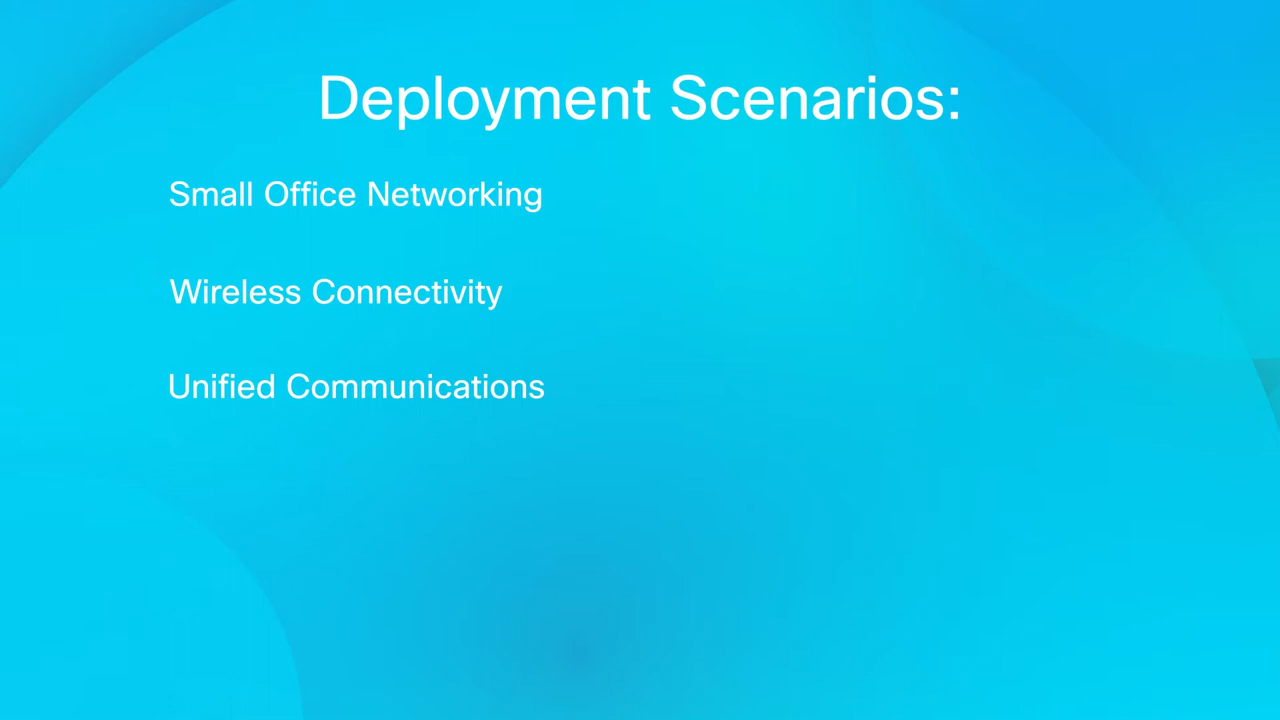 Deployment Scenarios:
Small Office Networking
Wireless Connectivity
Unified Communications